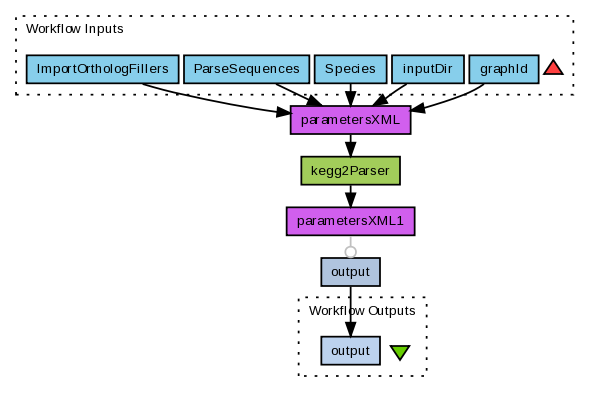 Workflow Inputs
ImportOrthologFillers ParseSequences Species inputDir graphId
parametersXML
kegg2Parser
parametersXML1
output
Workflow Outputs
output